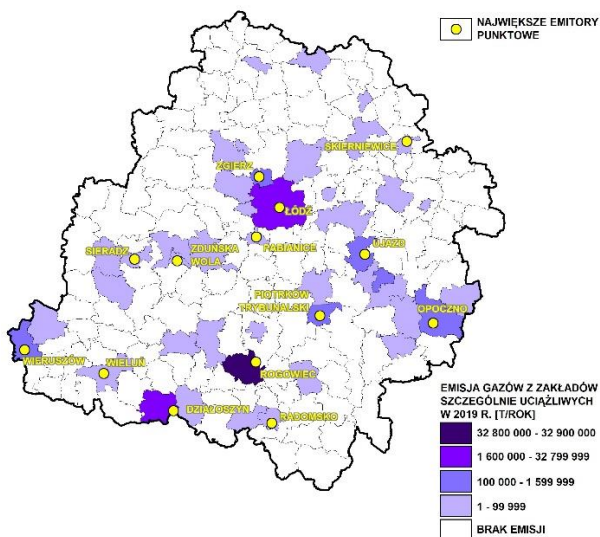 NAJWIĘKSZE EMITORY
PUNKTOWE
SKIERNIEWICE
ZGIERZ
ŁÓDŹ
PABIANICE
UJAZD
SIERADZ
ZDUŃSKA
WOLA
PIOTRKÓW
TRYBUNALSKI
OPOCZNO
WIERUSZÓW
WIELUŃ
ROGOWIEC
DZIAŁOSZYN
RADOMSKO
EMISJA GAZÓW Z ZAKŁADÓW
SZCZEGÓLNIE UCIĄŻLIWYCH
W 2019 R. [T/ROK]
32 800 000 - 32 900 000
1 600 000 - 32 799 999
100 000 - 1 599 999
1 - 99 999
BRAK EMISJI